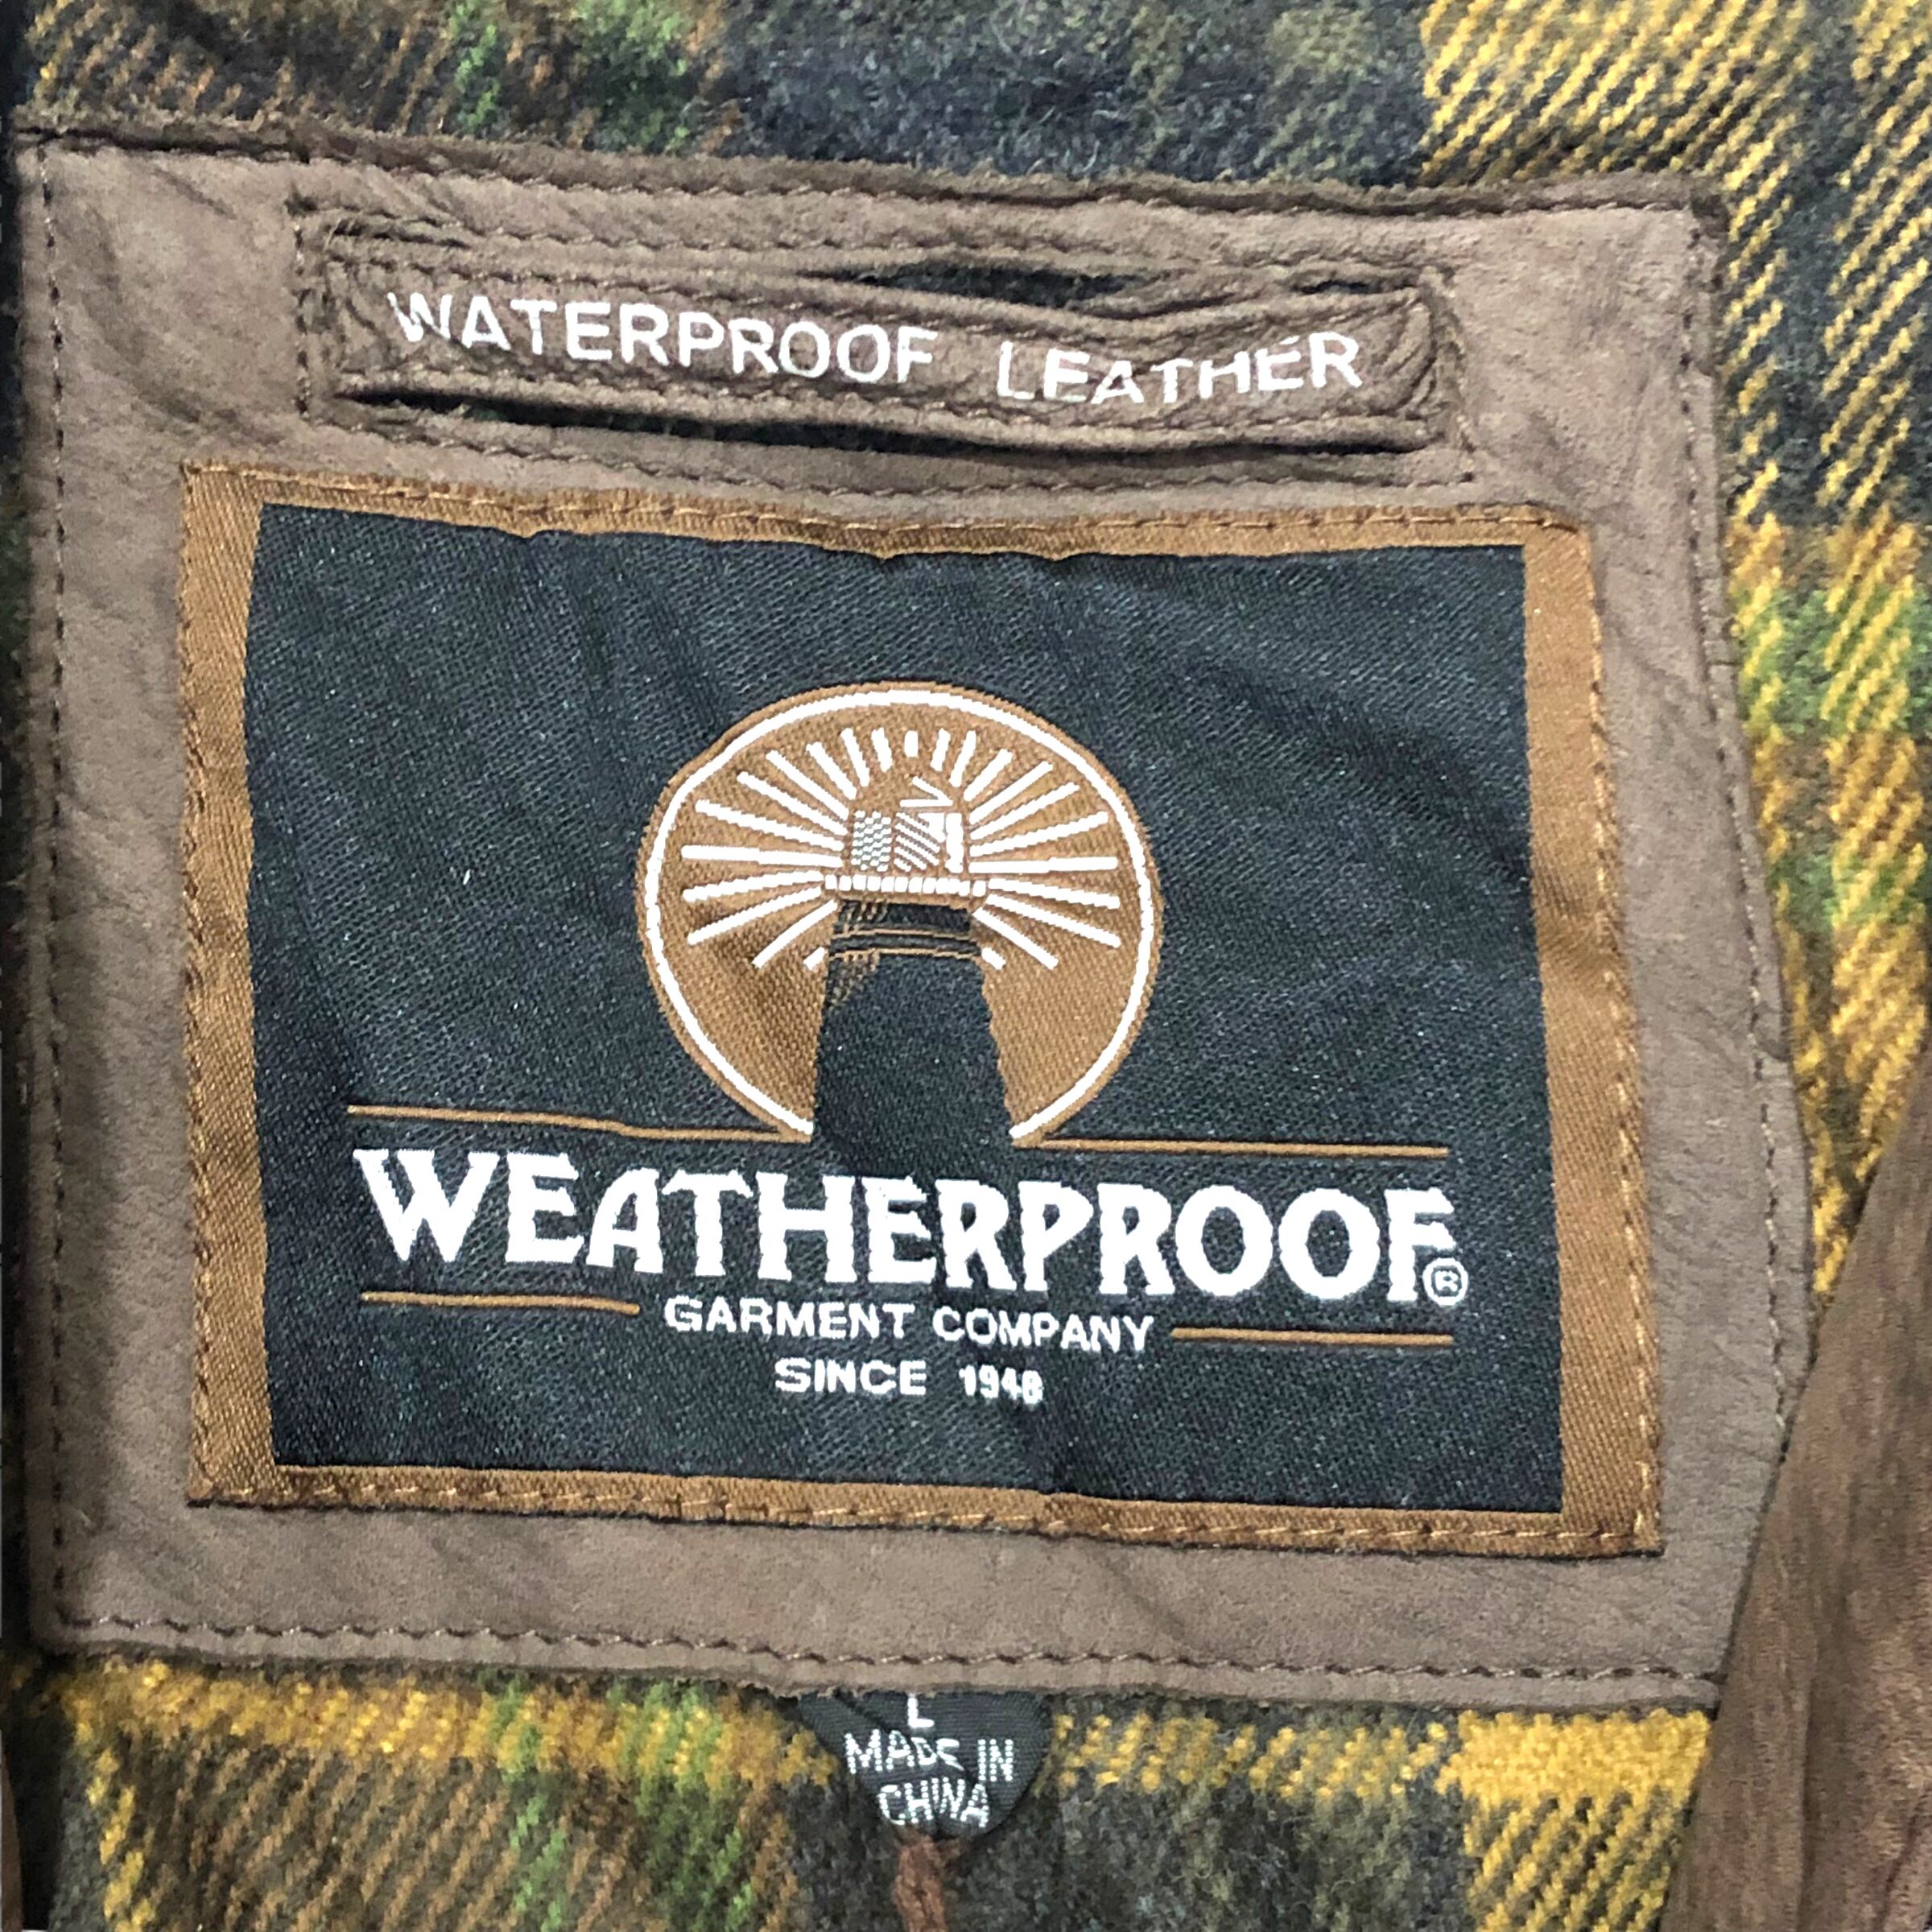 WATERPROOF LEATHER
WEATHERPROOF®
GARMENT COMPANY
SINCE 1948
L
MADE IN
CHINA